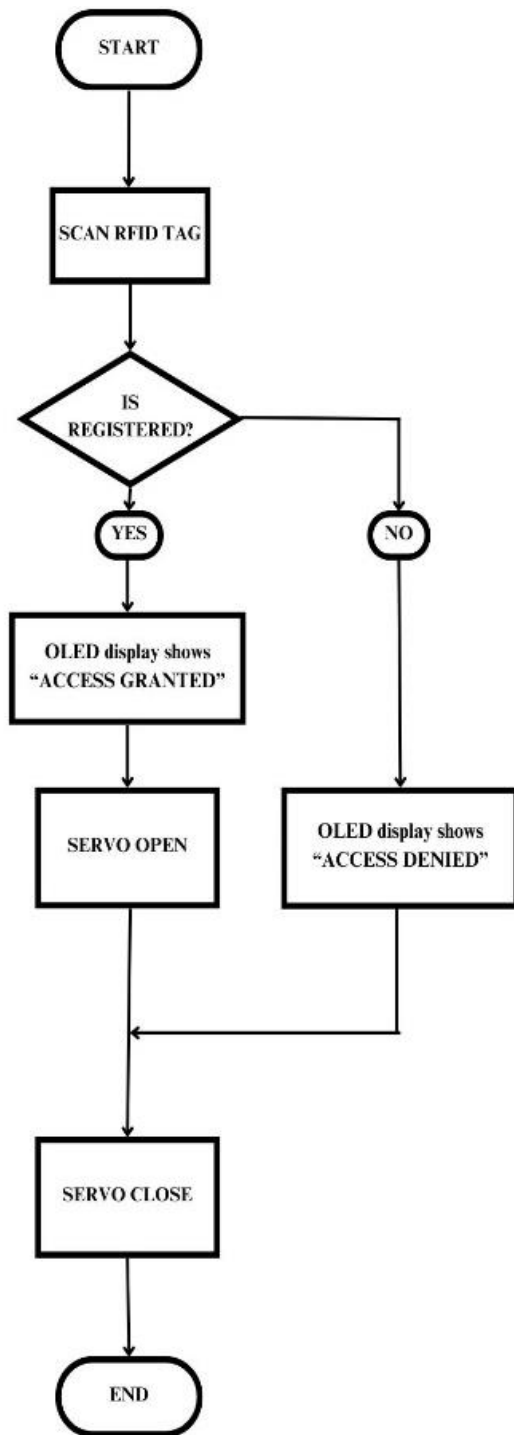 START
SCAN RFID TAG
IS
REGISTERED?
YES
NO
OLED display shows
“ACCESS GRANTED”
SERVO OPEN
OLED display shows
“ACCESS DENIED”
SERVO CLOSE
END